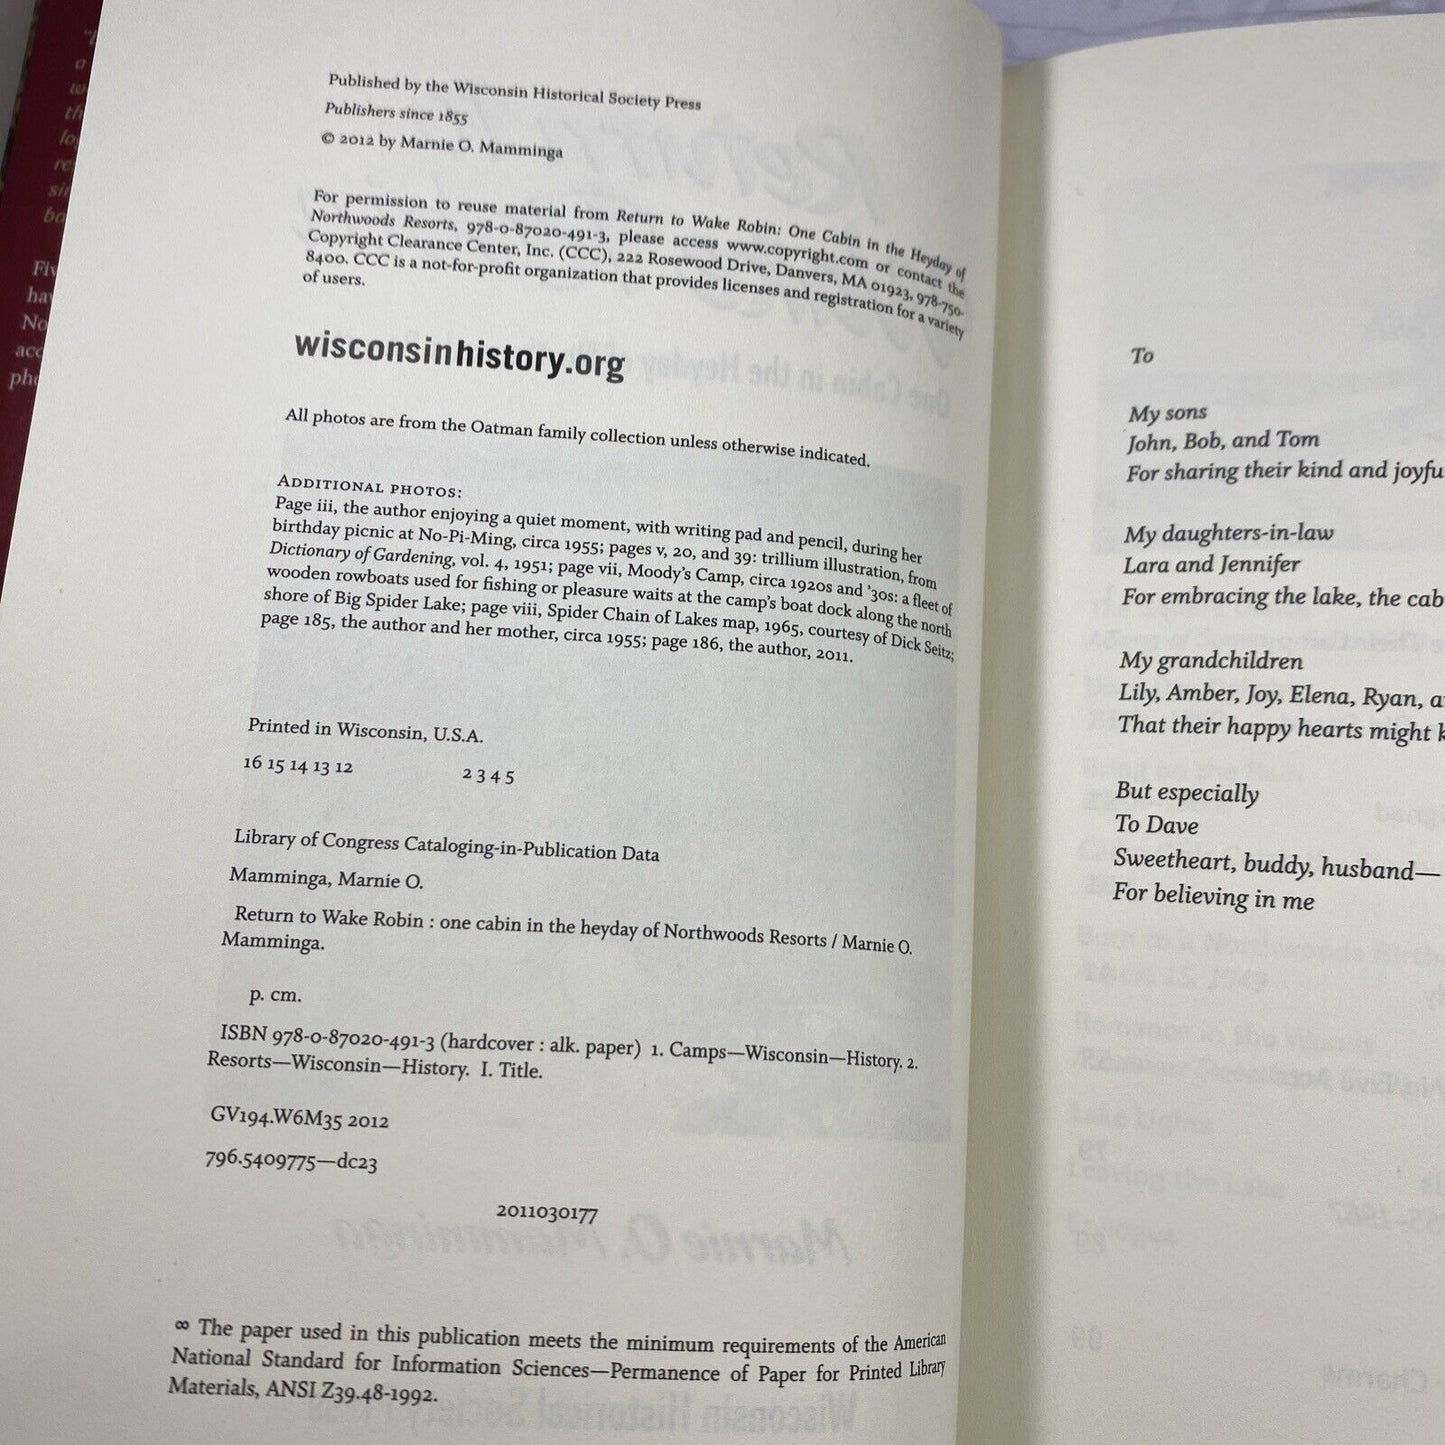 Published by the Wisconsin Historical Society Press
Publishers since 1855
© 2012 by Marnie O. Mamminga
For permission to reuse material from Return to Wake Robin: One Cabin in the Heyday of
Northwoods Resorts, 978-0-87020-491-3, please access www.copyright.com or contact the
Copyright Clearance Center, Inc. (CCC), 222 Rosewood Drive, Danvers, MA 01923, 978-750-
8400. CCC is a not-for-profit organization that provides licenses and registration for a variety
of users.
wisconsinhistory.org
All photos are from the Oatman family collection unless otherwise indicated.
ADDITIONAL PHOTOS:
Page iii, the author enjoying a quiet moment, with writing pad and pencil, during her
birthday picnic at No-Pi-Ming, circa 1955; pages v, 20, and 39: trillium illustration, from
Dictionary of Gardening, vol. 4, 1951; page vii, Moody's Camp, circa 1920s and '30s: a fleet of
wooden rowboats used for fishing or pleasure waits at the camp's boat dock along the north
shore of Big Spider Lake; page viii, Spider Chain of Lakes map, 1965, courtesy of Dick Seitz;
page 185, the author and her mother, circa 1955; page 186, the author, 2011.
Printed in Wisconsin, U.S.A.
16 15 14 13 12 2 3 4 5
Library of Congress Cataloging-in-Publication Data
Mamminga, Marnie O.
Return to Wake Robin : one cabin in the heyday of Northwoods Resorts / Marnie O.
Mamminga.
p. cm.
ISBN 978-0-87020-491-3 (hardcover : alk. paper) 1. Camps—Wisconsin—History. 2.
Resorts—Wisconsin—History. I. Title.
GV194.W6M35 2012
796.5409775—dc23
2011030177
∞ The paper used in this publication meets the minimum requirements of the American
National Standard for Information Sciences—Permanence of Paper for Printed Library
Materials, ANSI Z39.48-1992.
To
My sons
John, Bob, and Tom
For sharing their kind and joyfu
My daughters-in-law
Lara and Jennifer
For embracing the lake, the cab
My grandchildren
Lily, Amber, Joy, Elena, Ryan, a
That their happy hearts might k
But especially
To Dave
Sweetheart, buddy, husband—
For believing in me